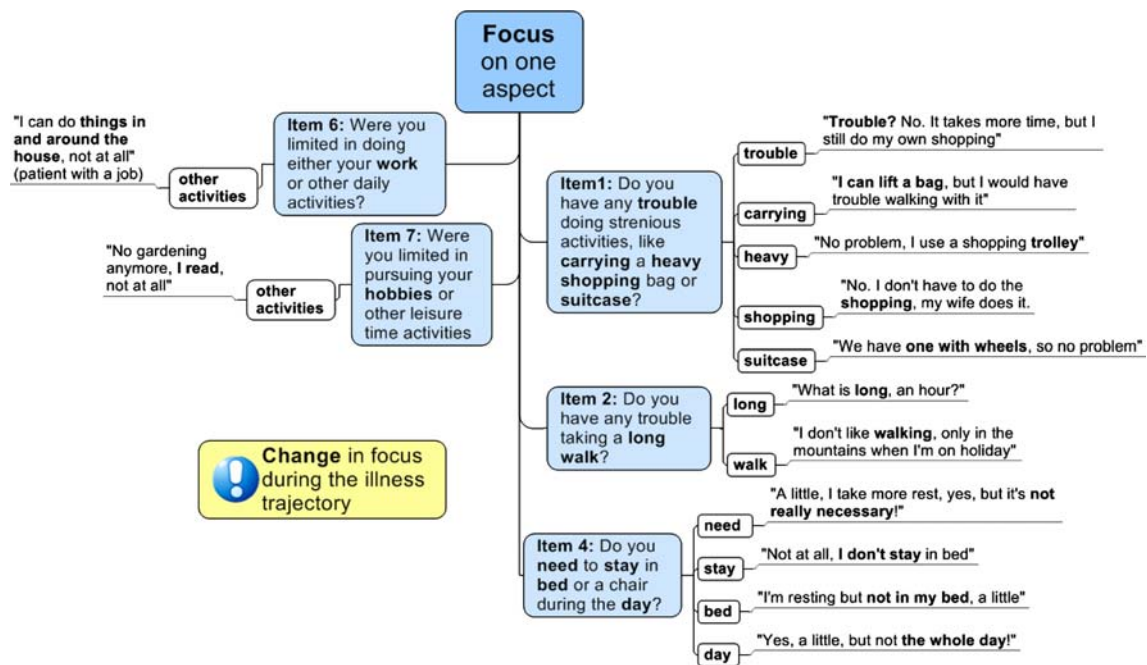 Focus
on one
aspect
"I can do things in
and around the
house, not at all"
(patient with a job)
other
activities
Item 6: Were you
limited in doing
either your work
or other daily
activities?
"No gardening
anymore, I read,
not at all"
other
activities
Item 7: Were
you limited in
pursuing your
hobbies or
other leisure
time activities
Item1: Do you
have any trouble
doing strenious
activities, like
carrying a heavy
shopping bag or
suitcase?
trouble
"Trouble? No. It takes more time, but I
still do my own shopping"
carrying
"I can lift a bag, but I would have
trouble walking with it"
heavy
"No problem, I use a shopping trolley"
shopping
"No. I don't have to do the
shopping, my wife does it.
suitcase
"We have one with wheels, so no problem"
Item 2: Do you
have any trouble
taking a long
walk?
long
"What is long, an hour?"
walk
"I don't like walking, only in the
mountains when I'm on holiday"
Change in focus
during the illness
trajectory
Item 4: Do you
need to stay in
bed or a chair
during the day?
need
"A little, I take more rest, yes, but it's not
really necessary!"
stay
"Not at all, I don't stay in bed"
bed
"I'm resting but not in my bed, a little"
day
"Yes, a little, but not the whole day!"